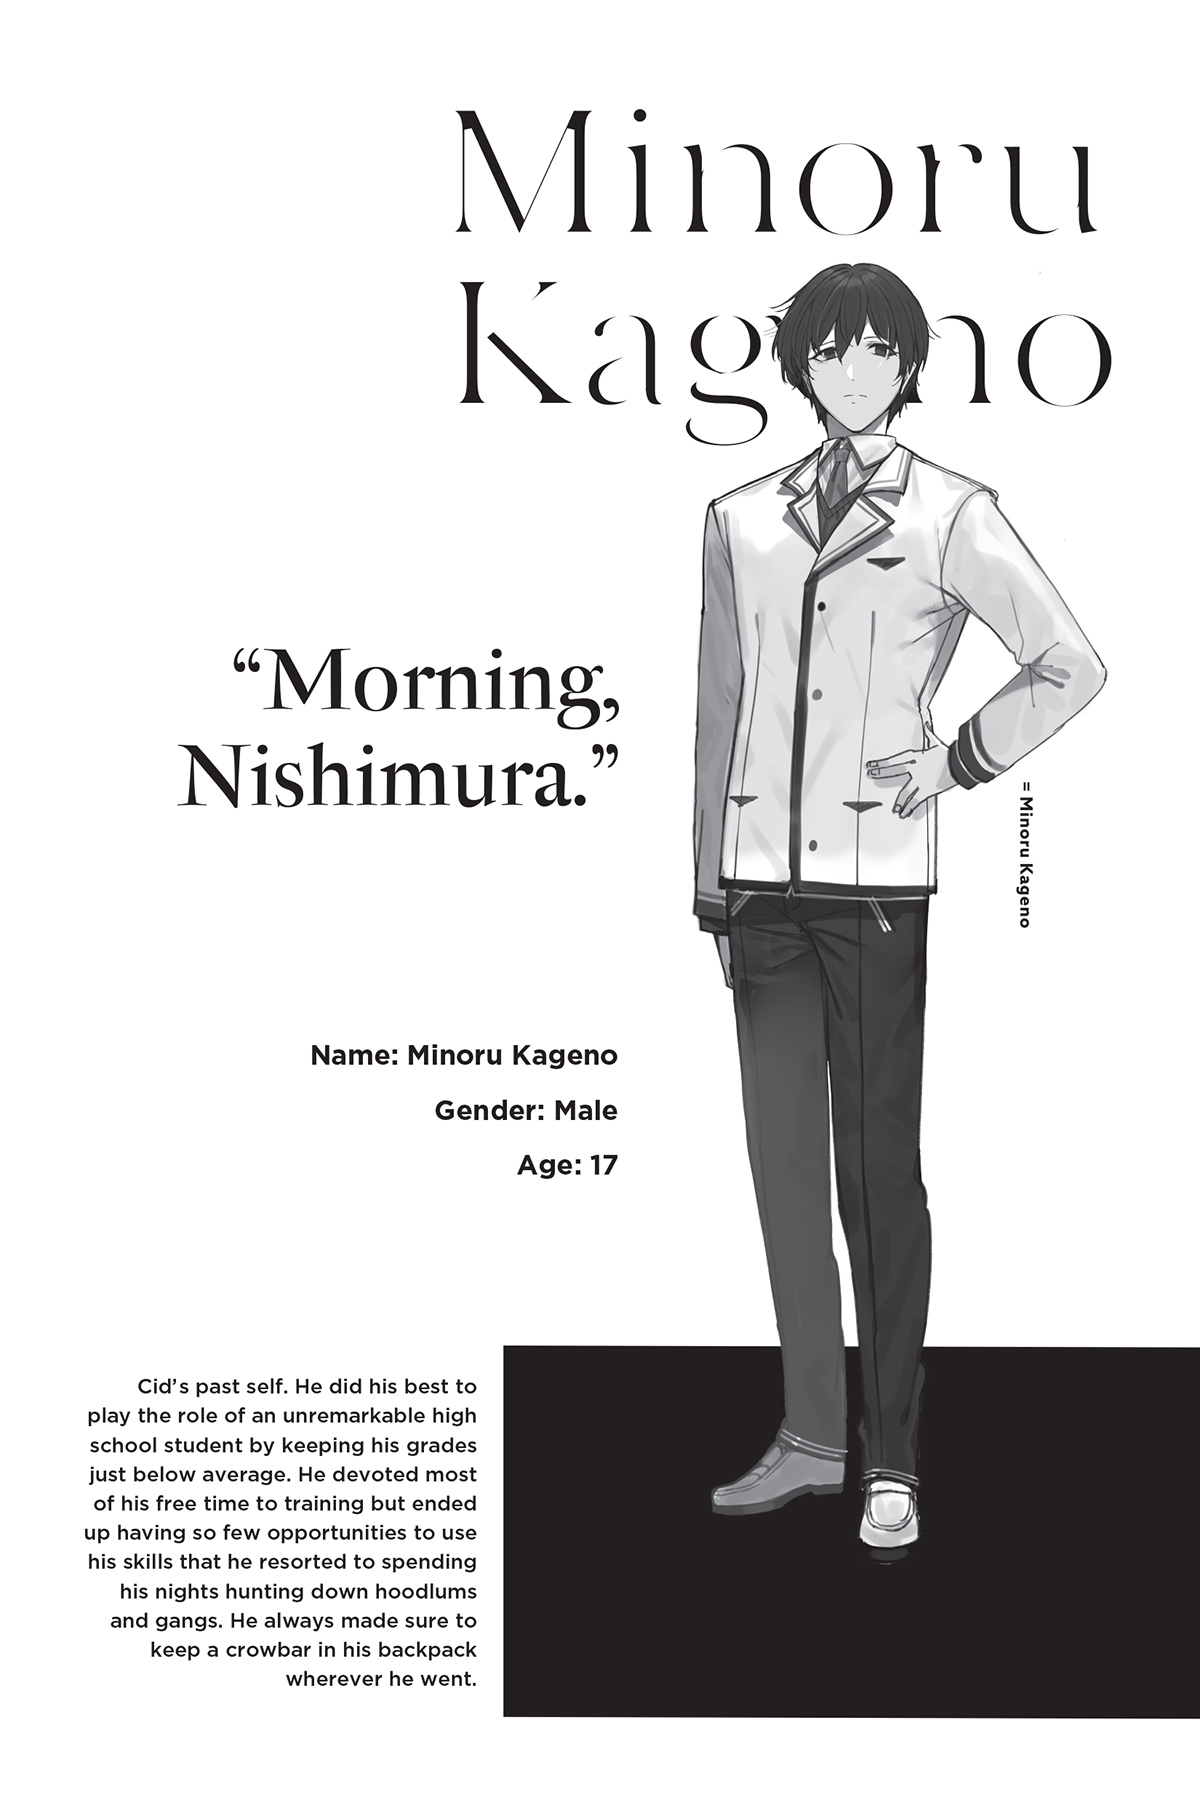 Minoru
Kageno
“Morning,
Nishimura.”
= Minoru Kageno
Name: Minoru Kageno
Gender: Male
Age: 17
Cid’s past self. He did his best to
play the role of an unremarkable high
school student by keeping his grades
just below average. He devoted most
of his free time to training but ended
up having so few opportunities to use
his skills that he resorted to spending
his nights hunting down hoodlums
and gangs. He always made sure to
keep a crowbar in his backpack
wherever he went.